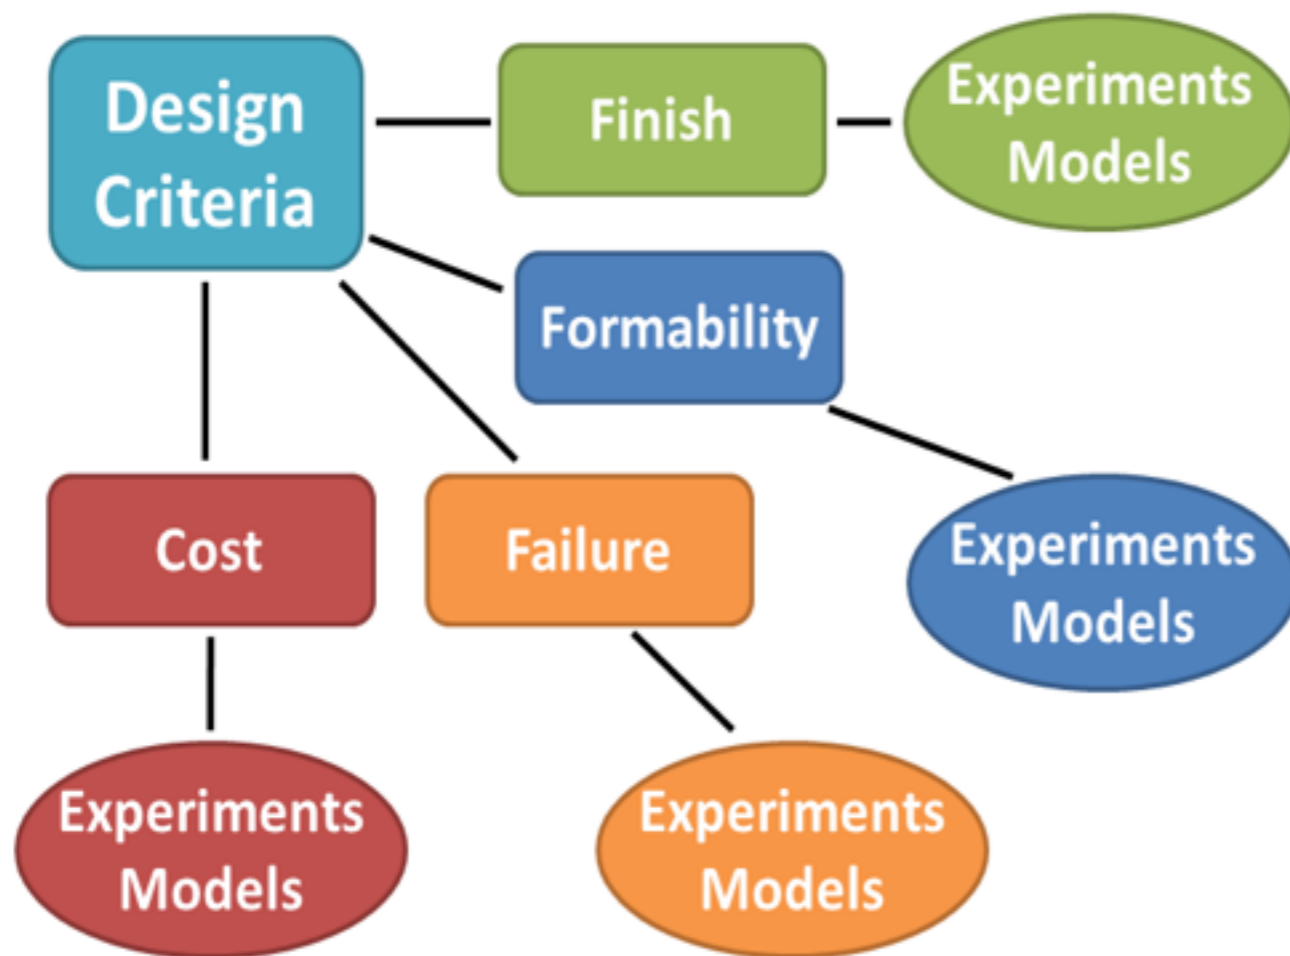 Design
Criteria
Finish
Experiments
Models
Formability
Cost
Failure
Experiments
Models
Experiments
Models
Experiments
Models